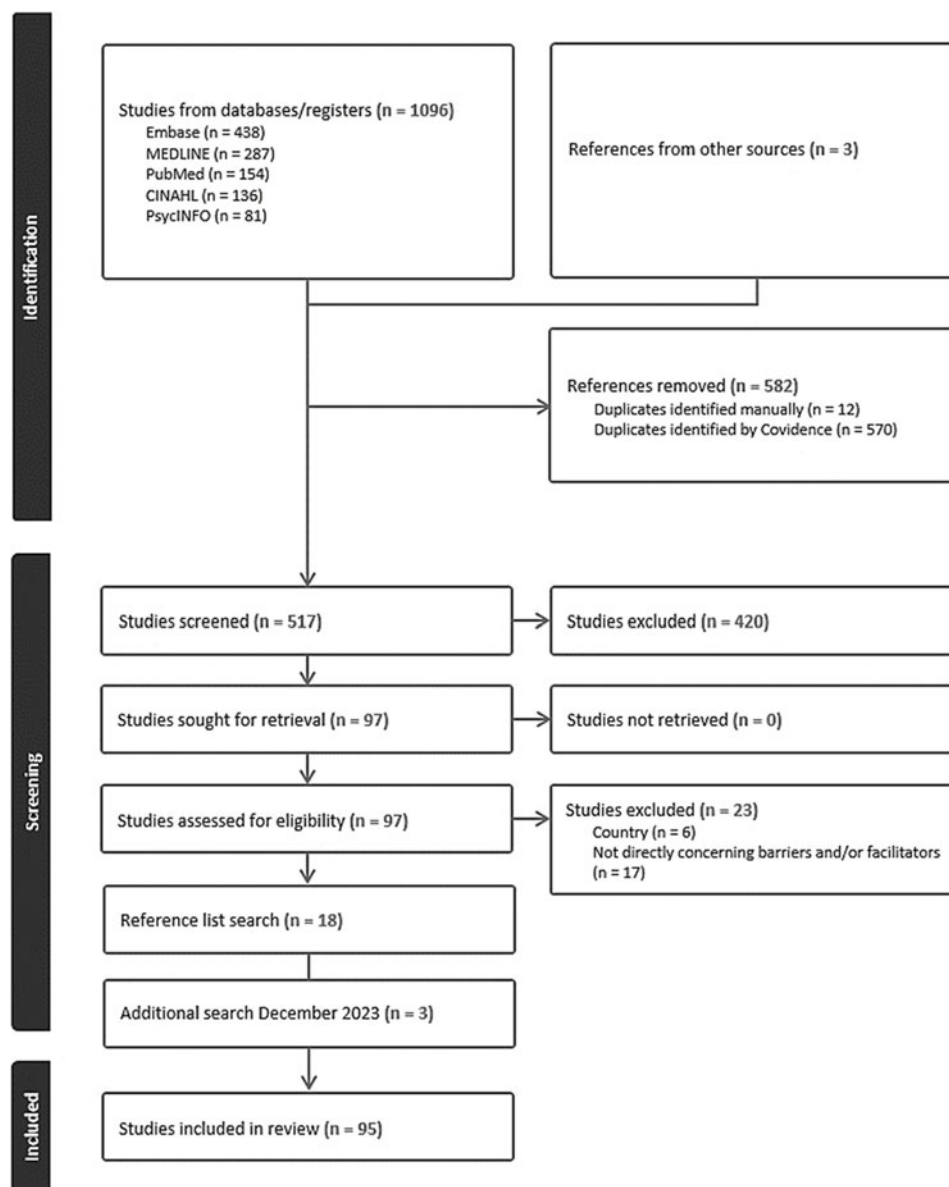 Identification
Studies from databases/registers (n = 1096)
Embase (n = 438)
MEDLINE (n = 287)
PubMed (n = 154)
CINAHL (n = 136)
PsycINFO (n = 81)
References from other sources (n = 3)
References removed (n = 582)
Duplicates identified manually (n = 12)
Duplicates identified by Covidence (n = 570)
Screening
Studies screened (n = 517)
Studies excluded (n = 420)
Studies sought for retrieval (n = 97)
Studies not retrieved (n = 0)
Studies assessed for eligibility (n = 97)
Studies excluded (n = 23)
Country (n = 6)
Not directly concerning barriers and/or facilitators
(n = 17)
Reference list search (n = 18)
Additional search December 2023 (n = 3)
Included
Studies included in review (n = 95)